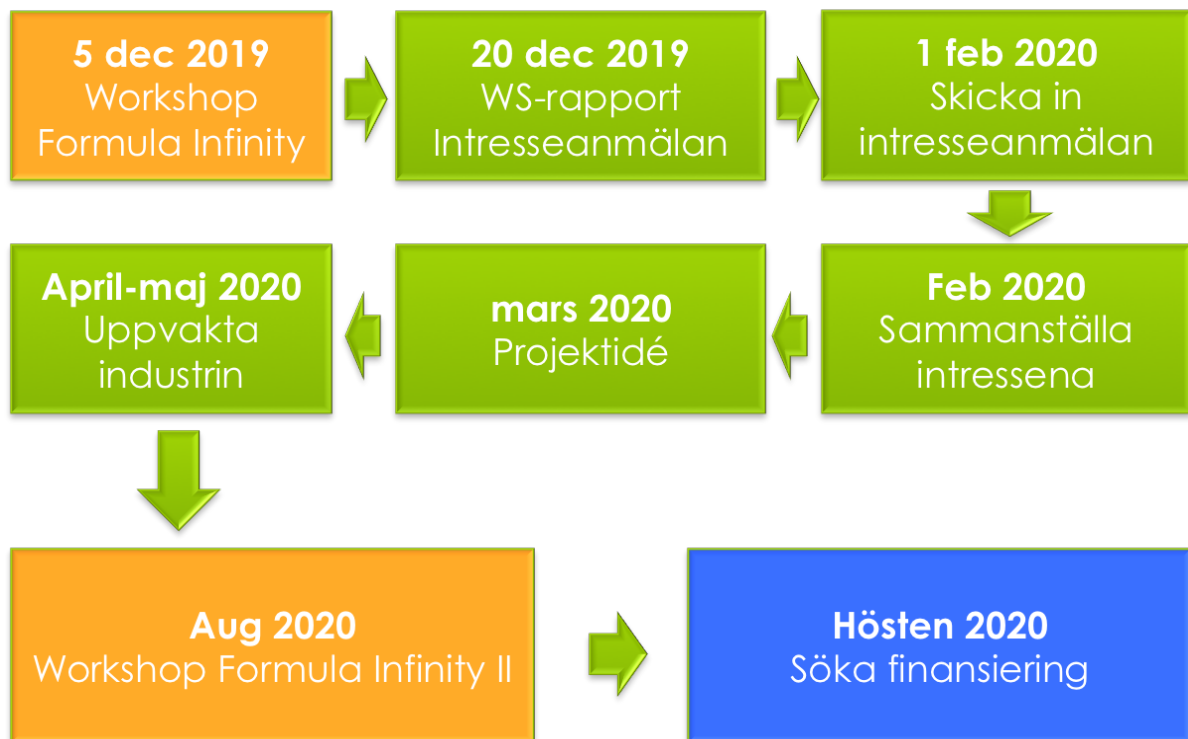 5 dec 2019
Workshop
Formula Infinity
20 dec 2019
WS-rapport
Intresseanmälan
1 feb 2020
Skicka in
intresseanmälan
Feb 2020
Sammanställa
intressena
mars 2020
Projektidé
April-maj 2020
Uppvakta
industrin
Aug 2020
Workshop Formula Infinity II
Hösten 2020
Söka finansiering